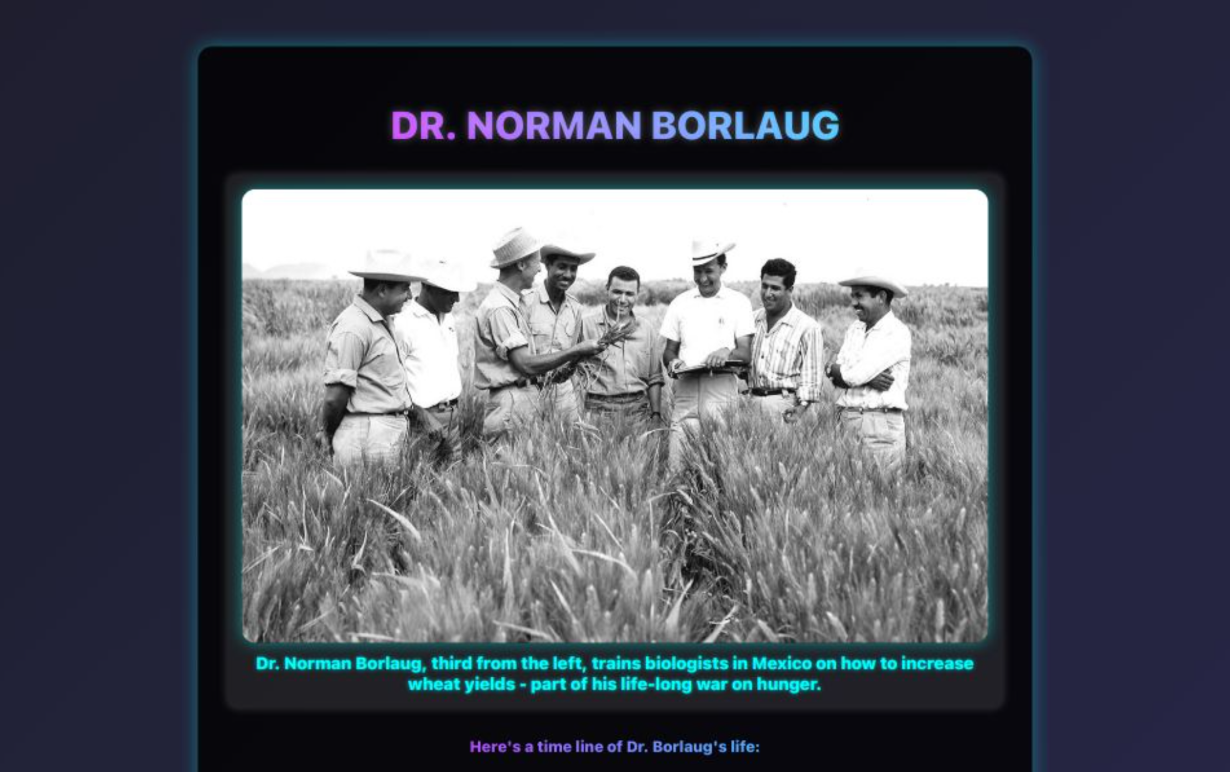 DR. NORMAN BORLAUG
Dr. Norman Borlaug, third from the left, trains biologists in Mexico on how to increase
wheat yields - part of his life-long war on hunger.
Here's a time line of Dr. Borlaug's life: